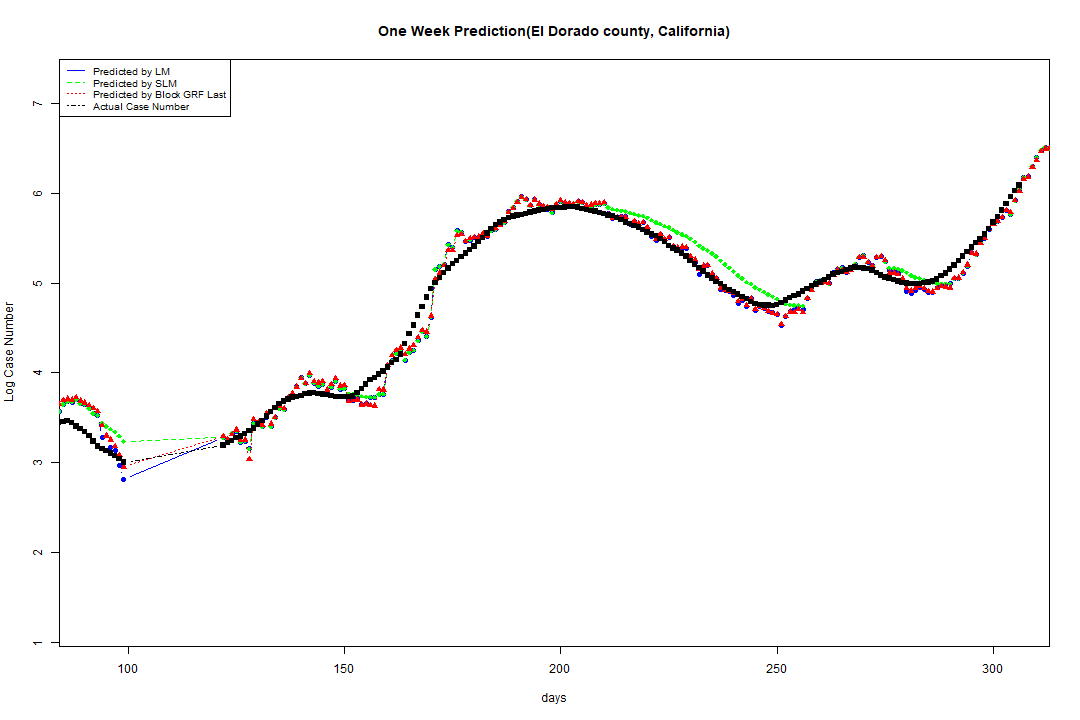 One Week Prediction(El Dorado county, California)
Predicted by LM
Predicted by SLM
Predicted by Block GRF Last
Actual Case Number
7
6
5
4
3
2
1
Log Case Number
100 150 200 250 300
days